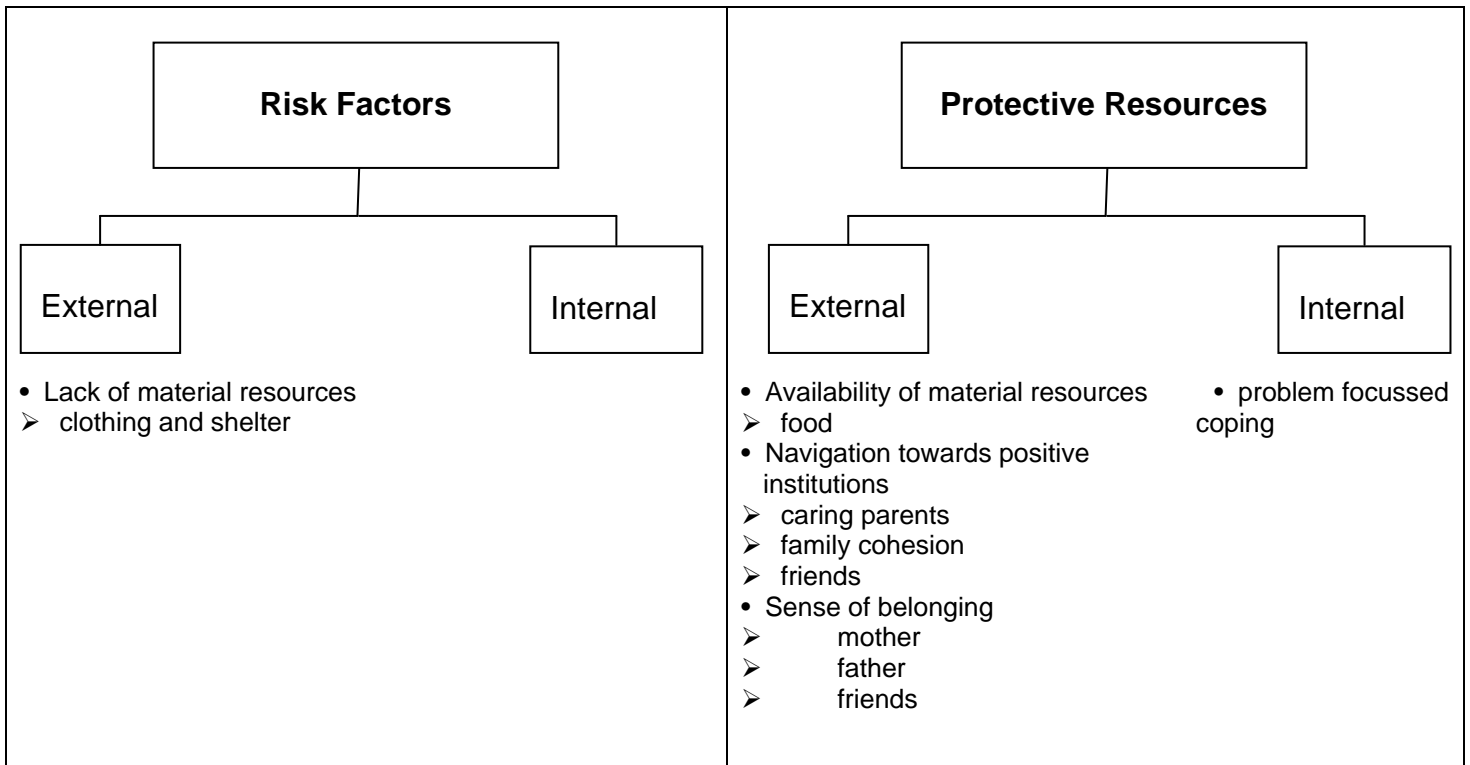 Risk Factors
External
Internal
• Lack of material resources
➢ clothing and shelter
Protective Resources
External
Internal
• Availability of material resources
➢ food
• Navigation towards positive
institutions
➢ caring parents
➢ family cohesion
➢ friends
• Sense of belonging
➢ mother
➢ father
➢ friends
• problem focussed
coping